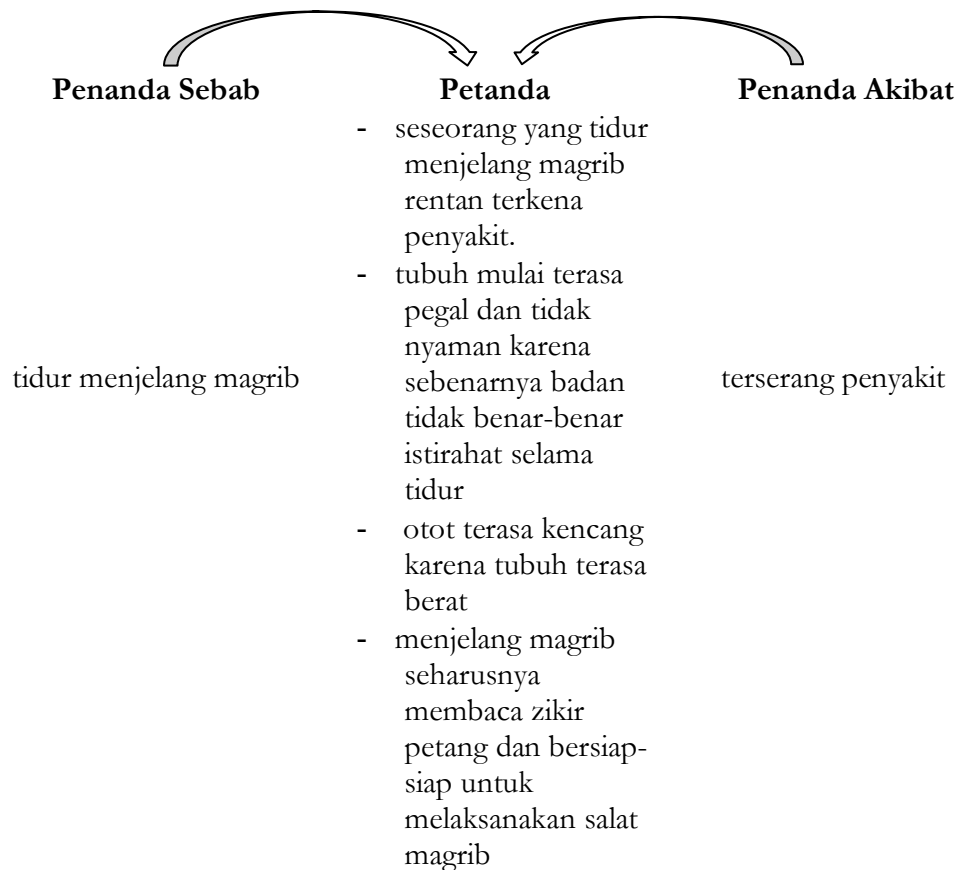 Penanda Sebab
Petanda
Penanda Akibat
- seseorang yang tidur
menjelang magrib
rentan terkena
penyakit.
- tubuh mulai terasa
pegal dan tidak
nyaman karena
sebenarnya badan
tidak benar-benar
istirahat selama
tidur
- otot terasa kencang
karena tubuh terasa
berat
- menjelang magrib
seharusnya
membaca zikir
petang dan bersiap-
siap untuk
melaksanakan salat
magrib
tidur menjelang magrib
terserang penyakit